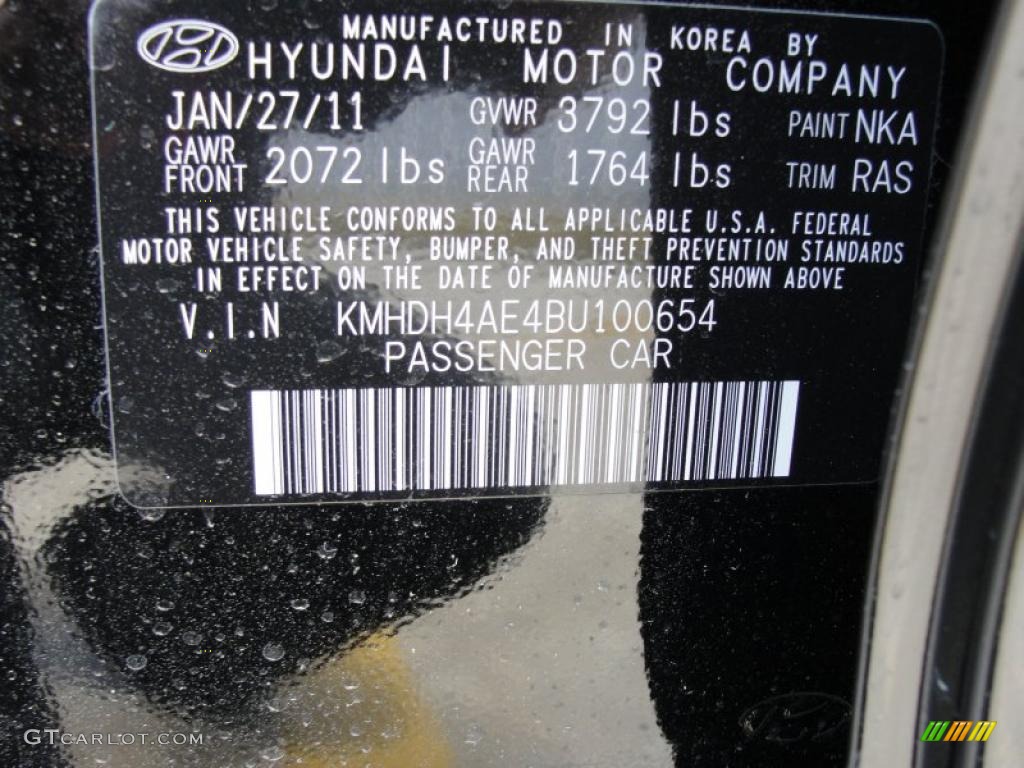 MANUFACTURED IN KOREA BY
HYUNDAI MOTOR COMPANY
JAN/27/11 GVWR 3792 lbs PAINT NKA
GAWR FRONT 2072 lbs GAWR REAR 1764 lbs TRIM RAS
THIS VEHICLE CONFORMS TO ALL APPLICABLE U.S.A. FEDERAL
MOTOR VEHICLE SAFETY, BUMPER, AND THEFT PREVENTION STANDARDS
IN EFFECT ON THE DATE OF MANUFACTURE SHOWN ABOVE
V.I.N KMHDH4AE4BU100654
PASSENGER CAR
GTCARLOT.COM